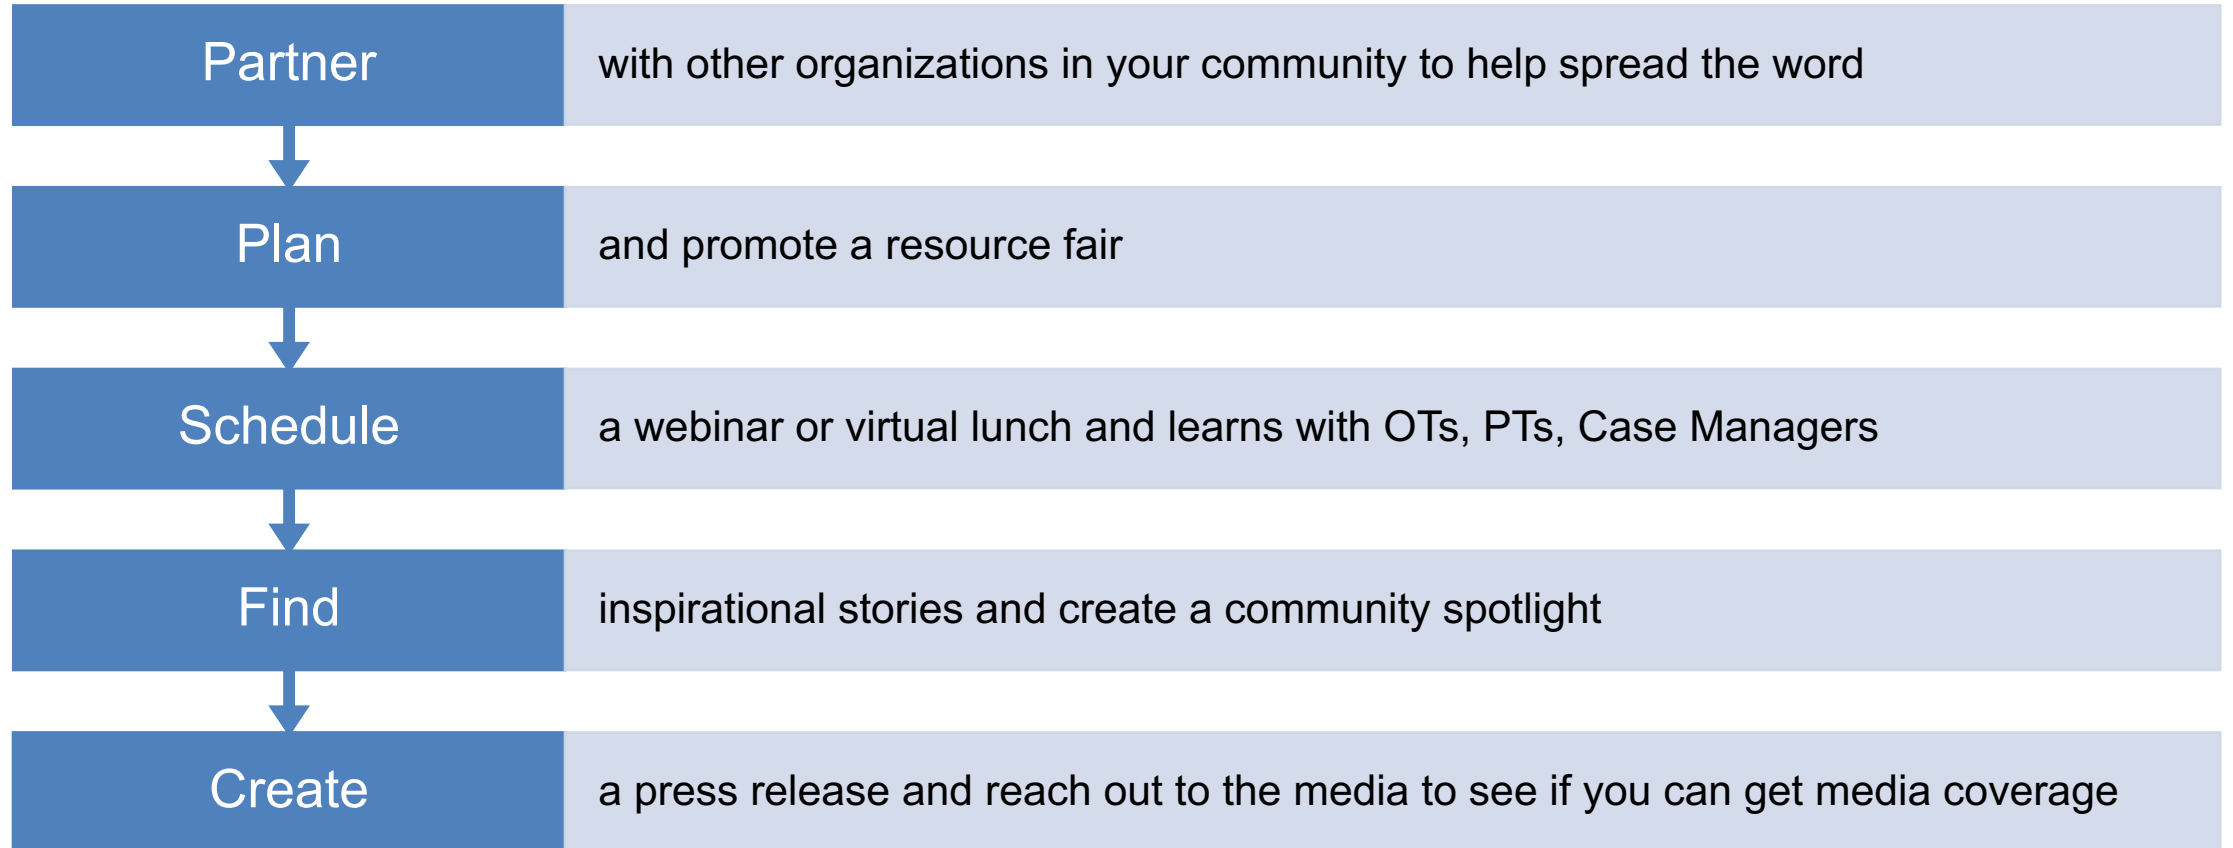 Partner
with other organizations in your community to help spread the word
Plan
and promote a resource fair
Schedule
a webinar or virtual lunch and learns with OTs, PTs, Case Managers
Find
inspirational stories and create a community spotlight
Create
a press release and reach out to the media to see if you can get media coverage